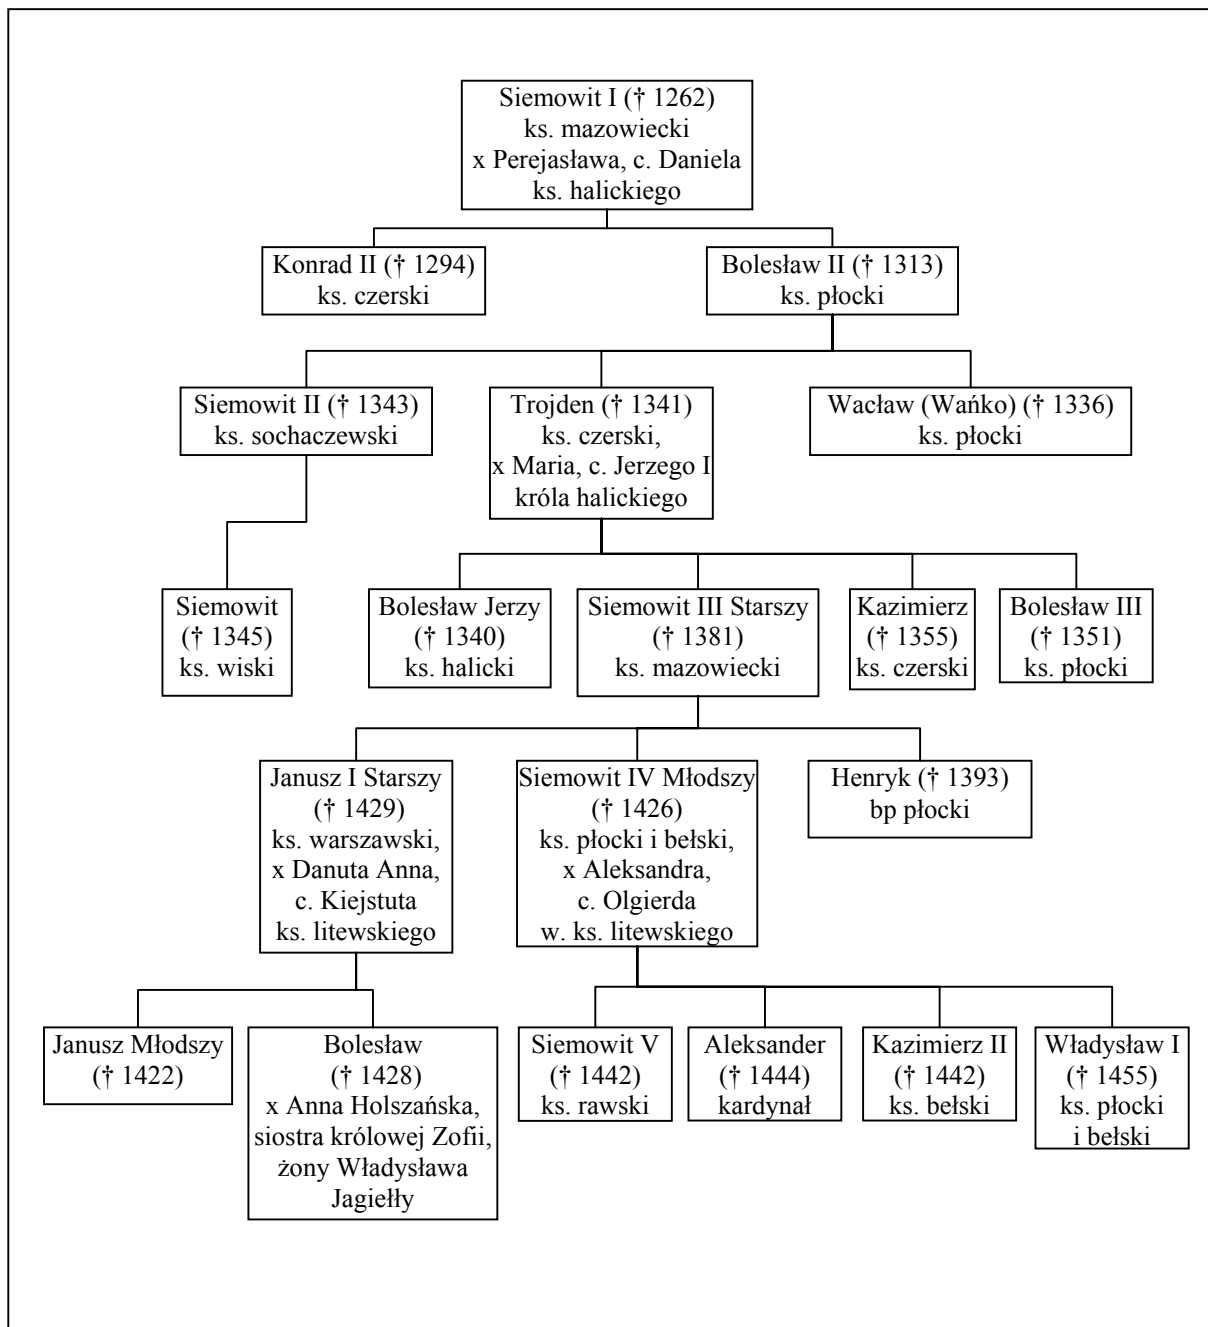 Siemowit I († 1262)
ks. mazowiecki
x Perejasława, c. Daniela
ks. halickiego
Konrad II († 1294)
ks. czerski
Bolesław II († 1313)
ks. płocki
Siemowit II († 1343)
ks. sochaczewski
Trojden († 1341)
ks. czerski,
x Maria, c. Jerzego I
króla halickiego
Wacław (Wańko) († 1336)
ks. płocki
Siemowit
(† 1345)
ks. wiski
Bolesław Jerzy
(† 1340)
ks. halicki
Siemowit III Starszy
(† 1381)
ks. mazowiecki
Kazimierz
(† 1355)
ks. czerski
Bolesław III
(† 1351)
ks. płocki
Janusz I Starszy
(† 1429)
ks. warszawski,
x Danuta Anna,
c. Kiejstuta
ks. litewskiego
Siemowit IV Młodszy
(† 1426)
ks. płocki i bełski,
x Aleksandra,
c. Olgierda
w. ks. litewskiego
Henryk († 1393)
bp płocki
Janusz Młodszy
(† 1422)
Bolesław
(† 1428)
x Anna Holszańska,
siostra królowej Zofii,
żony Władysława
Jagiełły
Siemowit V
(† 1442)
ks. rawski
Aleksander
(† 1444)
kardynał
Kazimierz II
(† 1442)
ks. bełski
Władysław I
(† 1455)
ks. płocki
i bełski